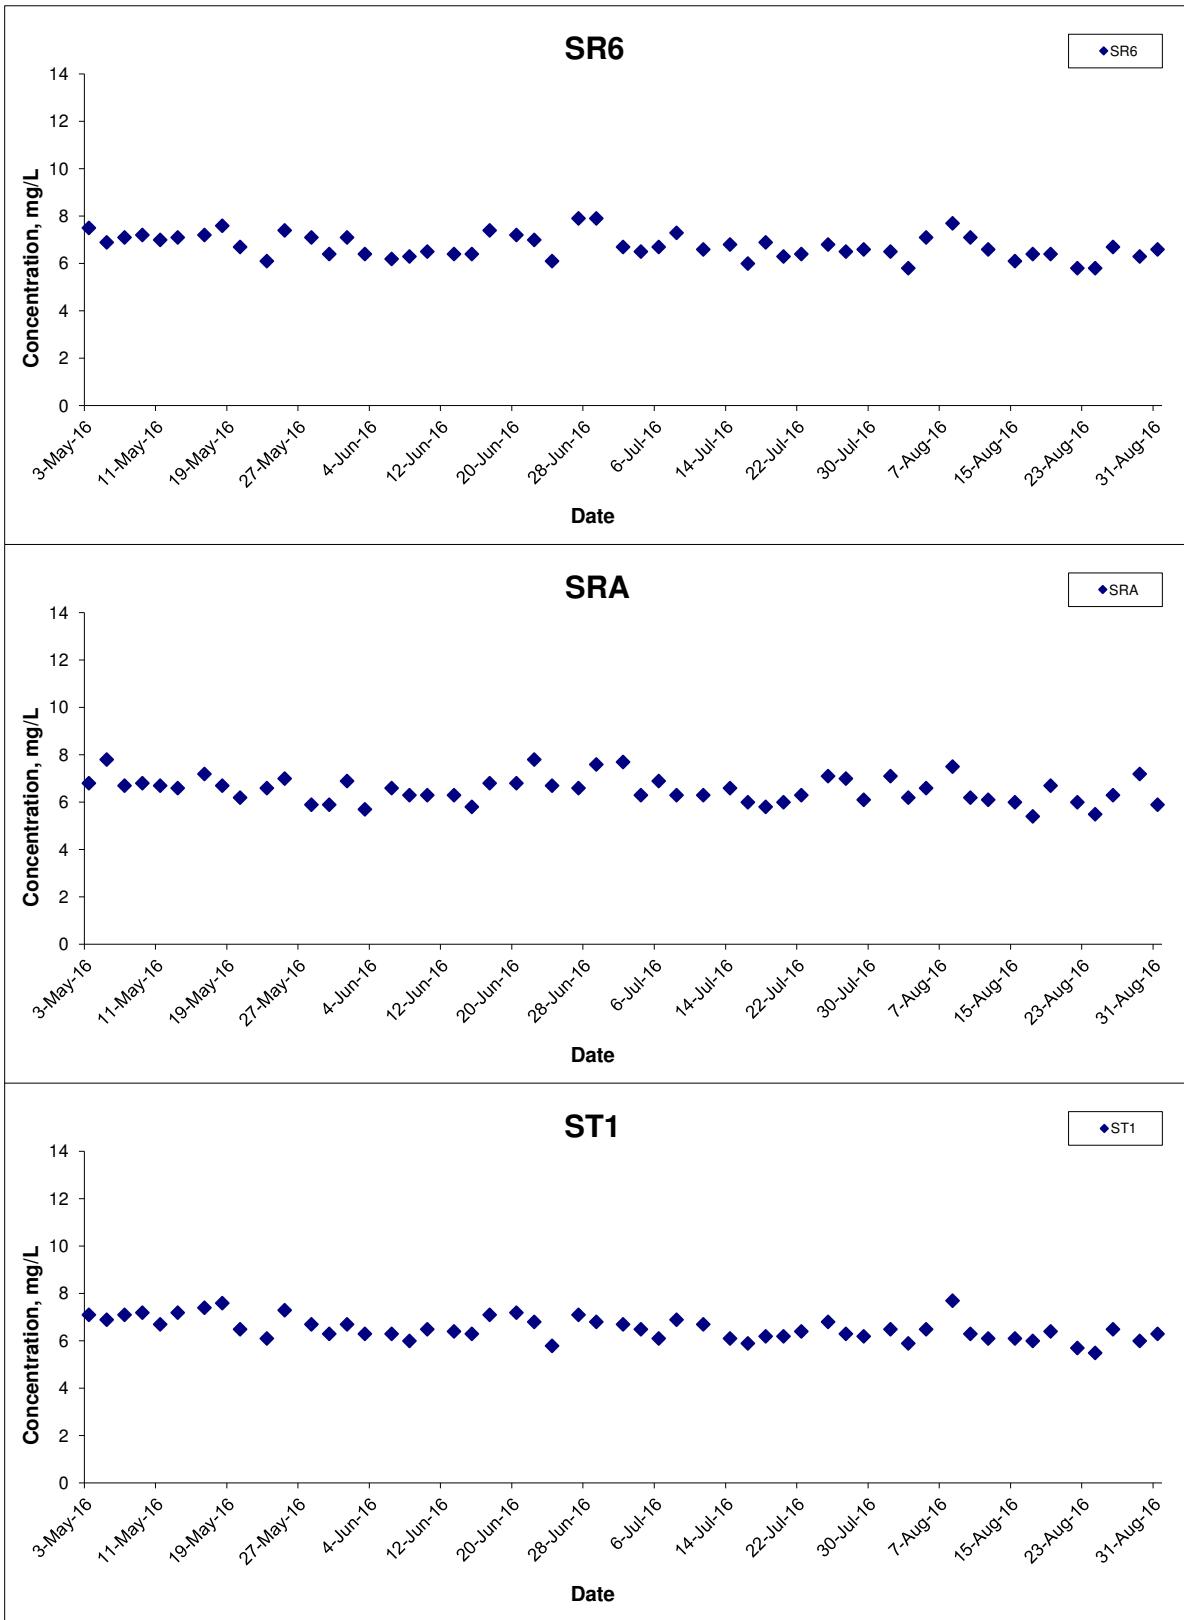 SR6
SR6
Concentration, mg/L
14
12
10
8
6
4
2
0
3-May-16
11-May-16
19-May-16
27-May-16
4-Jun-16
12-Jun-16
20-Jun-16
28-Jun-16
6-Jul-16
14-Jul-16
22-Jul-16
30-Jul-16
7-Aug-16
15-Aug-16
23-Aug-16
31-Aug-16
Date
SRA
SRA
Concentration, mg/L
14
12
10
8
6
4
2
0
3-May-16
11-May-16
19-May-16
27-May-16
4-Jun-16
12-Jun-16
20-Jun-16
28-Jun-16
6-Jul-16
14-Jul-16
22-Jul-16
30-Jul-16
7-Aug-16
15-Aug-16
23-Aug-16
31-Aug-16
Date
ST1
ST1
Concentration, mg/L
14
12
10
8
6
4
2
0
3-May-16
11-May-16
19-May-16
27-May-16
4-Jun-16
12-Jun-16
20-Jun-16
28-Jun-16
6-Jul-16
14-Jul-16
22-Jul-16
30-Jul-16
7-Aug-16
15-Aug-16
23-Aug-16
31-Aug-16
Date